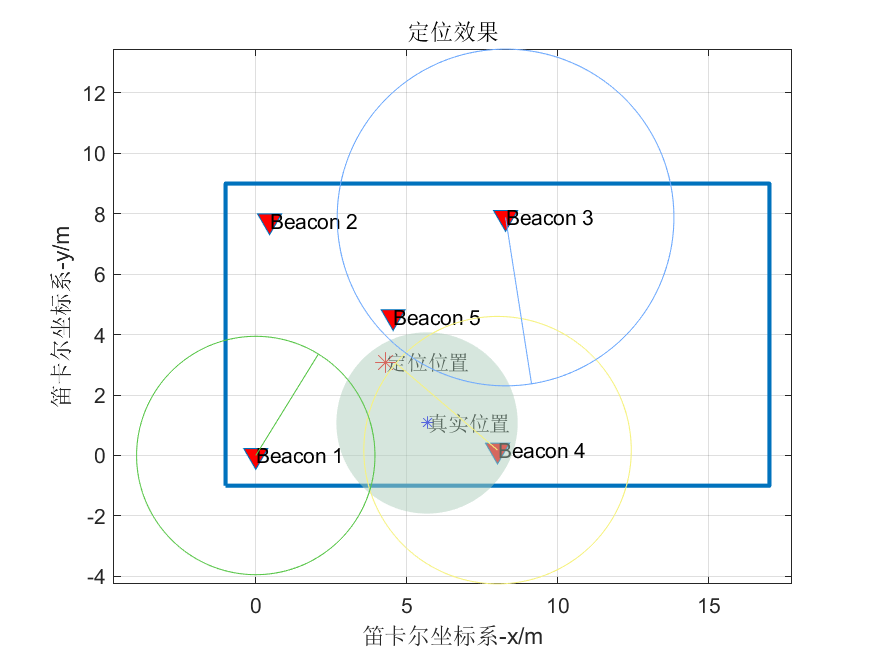 定位效果
12
10
8
6
4
2
0
-2
-4
笛卡尔坐标系-y/m
Beacon 2
Beacon 3
Beacon 5
定位位置
真实位置
Beacon 4
Beacon 1
0
5
10
15
笛卡尔坐标系-x/m